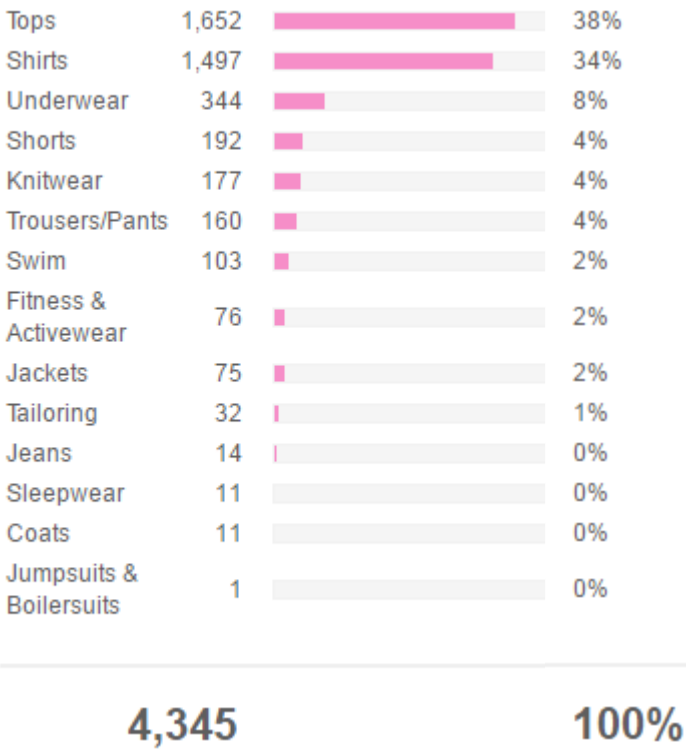 Tops 1,652 38%
Shirts 1,497 34%
Underwear 344 8%
Shorts 192 4%
Knitwear 177 4%
Trousers/Pants 160 4%
Swim 103 2%
Fitness &
Activewear 76 2%
Jackets 75 2%
Tailoring 32 1%
Jeans 14 0%
Sleepwear 11 0%
Coats 11 0%
Jumpsuits &
Boilersuits 1 0%
4,345 100%